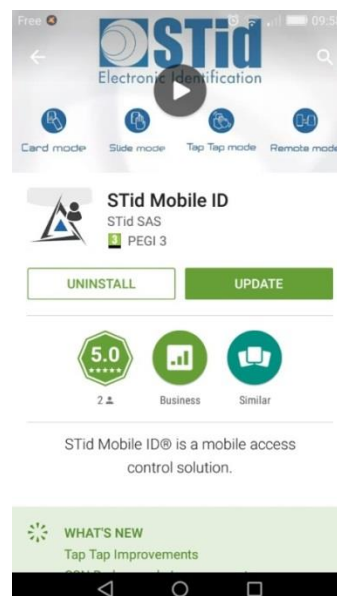 Free 09:5
STid
Electronic Identification
Card mode Slide mode Tap Tap mode Remote mode
STid Mobile ID
STid SAS
3 PEGI 3
UNINSTALL UPDATE
5.0
2 Business Similar
STid Mobile ID® is a mobile access
control solution.
WHAT'S NEW
Tap Tap Improvements